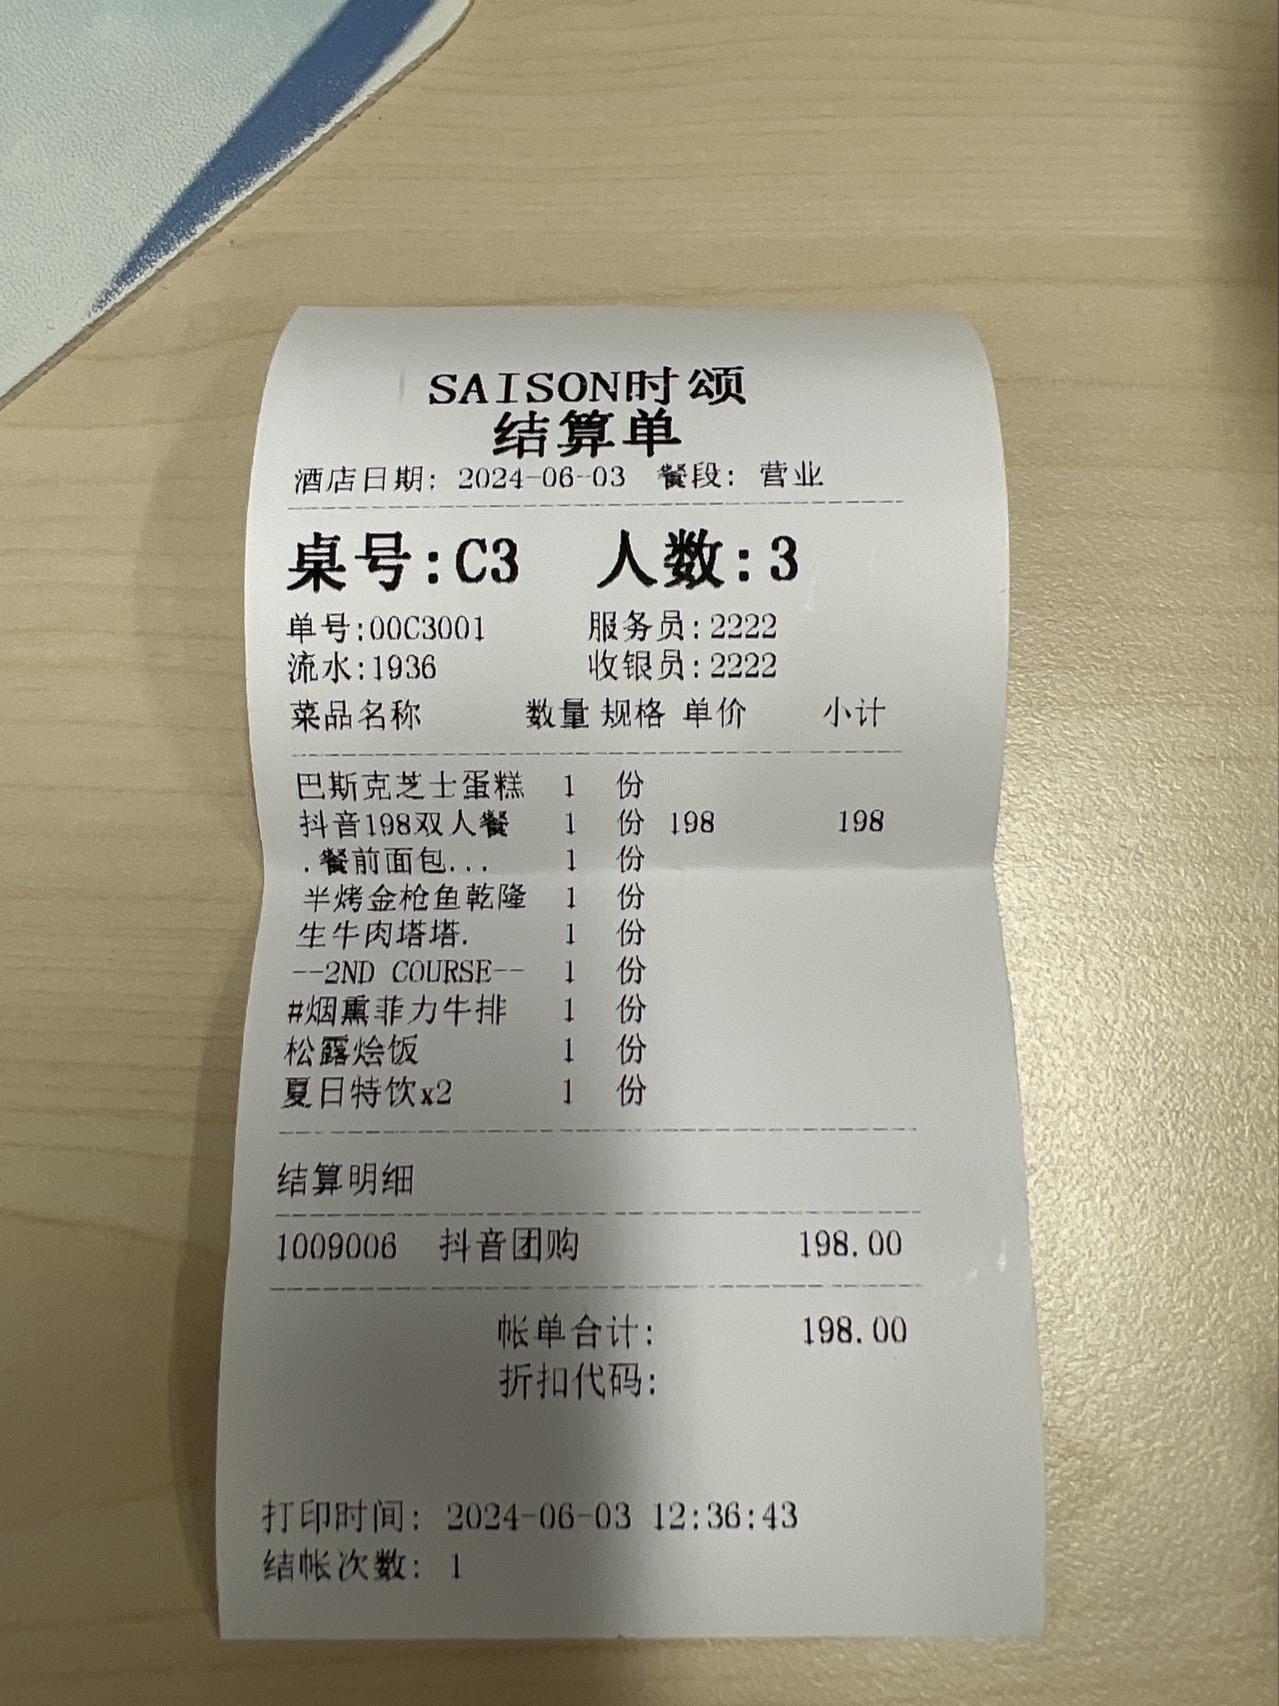 SAISON时颂
结算单
酒店日期: 2024-06-03 餐段: 营业
桌号:C3 人数:3
单号:00C3001 服务员:2222
流水:1936 收银员:2222
菜品名称 数量 规格 单价 小计
巴斯克芝士蛋糕 1 份
抖音198双人餐 1 份 198 198
.餐前面包... 1 份
半烤金枪鱼乾隆 1 份
生牛肉塔塔. 1 份
--2ND COURSE-- 1 份
#烟熏菲力牛排 1 份
松露烩饭 1 份
夏日特饮x2 1 份
结算明细
1009006 抖音团购 198.00
帐单合计: 198.00
折扣代码:
打印时间: 2024-06-03 12:36:43
结帐次数: 1